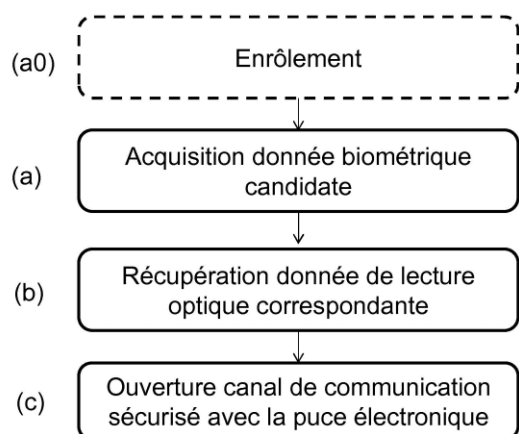 (a0)
Enrôlement
(a)
Acquisition donnée biométrique
candidate
(b)
Récupération donnée de lecture
optique correspondante
(c)
Ouverture canal de communication
sécurisé avec la puce électronique